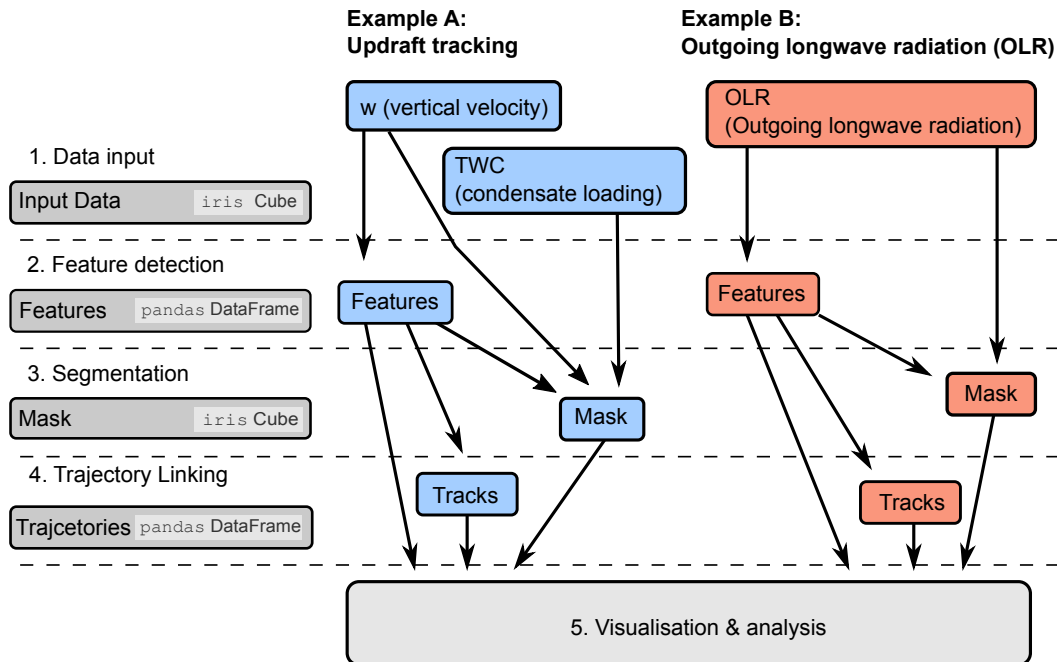 Example A:
Updraft tracking
Example B:
Outgoing longwave radiation (OLR)
w (vertical velocity)
OLR
(Outgoing longwave radiation)
1. Data input
TWC
(condensate loading)
Input Data iris Cube
2. Feature detection
Features pandas DataFrame
Features
Features
3. Segmentation
Mask iris Cube
Mask
Mask
4. Trajectory Linking
Trajcetories pandas DataFrame
Tracks
Tracks
5. Visualisation & analysis